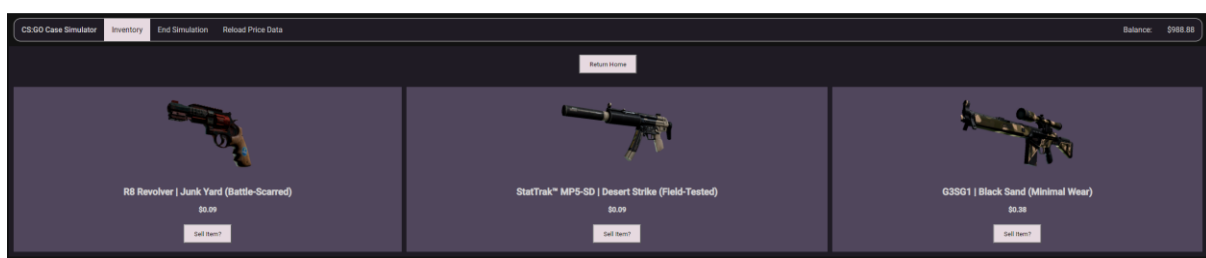 CS:GO Case Simulator Inventory End Simulation Reload Price Data Balance: $988.88
Return Home
R8 Revolver | Junk Yard (Battle-Scarred)
$0.09
Sell Item?
StatTrak™ MP5-SD | Desert Strike (Field-Tested)
$0.09
Sell Item?
G3SG1 | Black Sand (Minimal Wear)
$0.38
Sell Item?